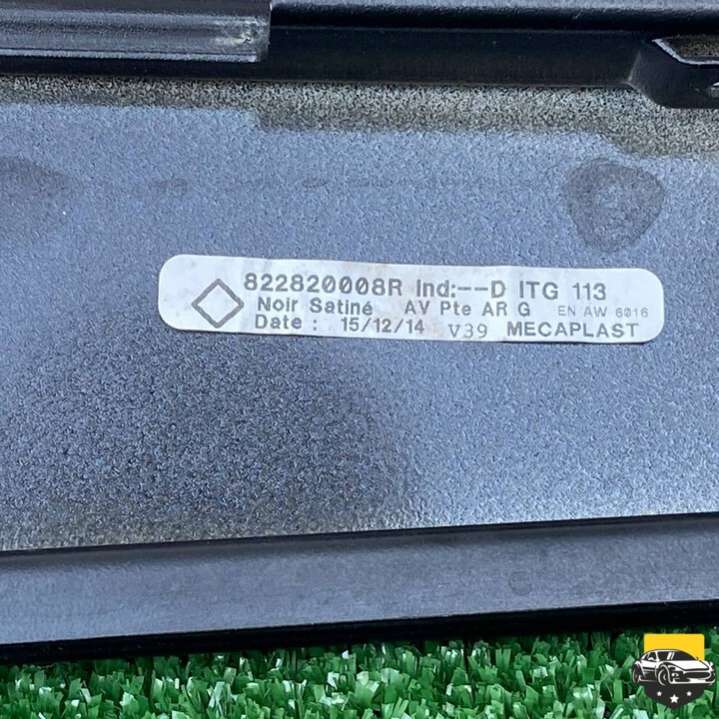 822820008R Ind:--D ITG 113
Noir Satiné AV Pte AR G EN AW 6016
Date : 15/12/14 V39 MECAPLAST